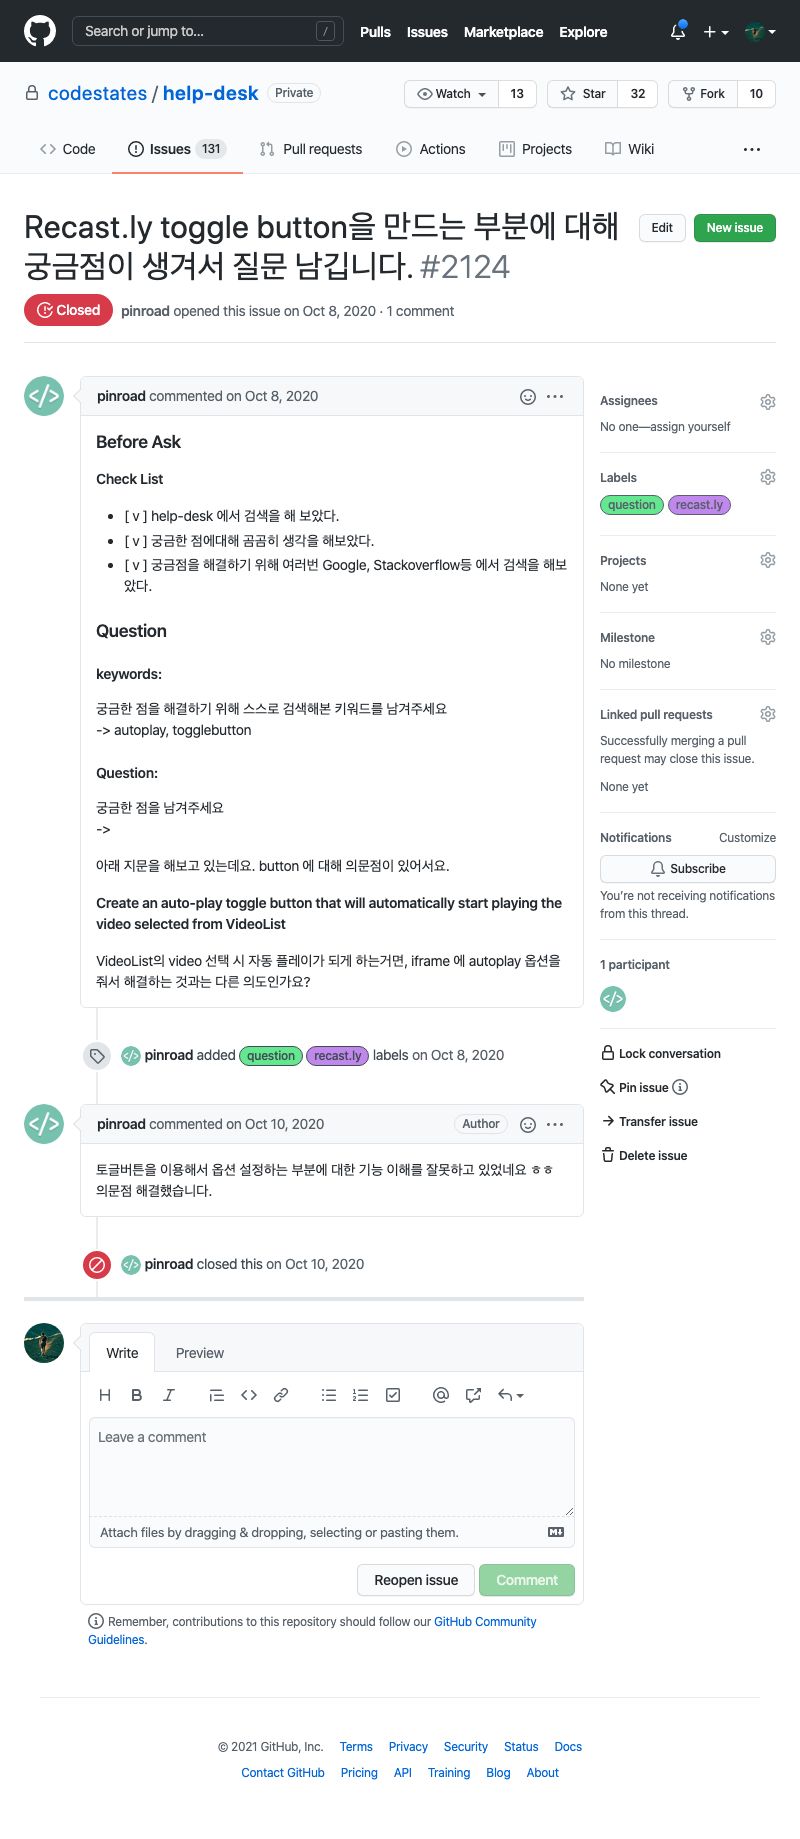 Search or jump to... /
Pulls Issues Marketplace Explore
codestates / help-desk Private
Watch 13 Star 32 Fork 10
Code Issues 131 Pull requests Actions Projects Wiki ...
Recast.ly toggle button을 만드는 부분에 대해
궁금점이 생겨서 질문 남깁니다. #2124
Edit New issue
Closed pinroad opened this issue on Oct 8, 2020 · 1 comment
pinroad commented on Oct 8, 2020
Before Ask
Check List
• [ v ] help-desk 에서 검색을 해 보았다.
• [ v ] 궁금한 점에대해 곰곰히 생각을 해보았다.
• [ v ] 궁금점을 해결하기 위해 여러번 Google, Stackoverflow등 에서 검색을 해보
았다.
Question
keywords:
궁금한 점을 해결하기 위해 스스로 검색해본 키워드를 남겨주세요
-> autoplay, togglebutton
Question:
궁금한 점을 남겨주세요
->
아래 지문을 해보고 있는데요. button 에 대해 의문점이 있어서요.
Create an auto-play toggle button that will automatically start playing the
video selected from VideoList
VideoList의 video 선택 시 자동 플레이가 되게 하는거면, iframe 에 autoplay 옵션을
줘서 해결하는 것과는 다른 의도인가요?
Assignees
No one—assign yourself
Labels
question recast.ly
Projects
None yet
Milestone
No milestone
Linked pull requests
Successfully merging a pull
request may close this issue.
None yet
Notifications Customize
Subscribe
You're not receiving notifications
from this thread.
1 participant
Lock conversation
Pin issue
Transfer issue
Delete issue
pinroad added question recast.ly labels on Oct 8, 2020
pinroad commented on Oct 10, 2020 Author
토글버튼을 이용해서 옵션 설정하는 부분에 대한 기능 이해를 잘못하고 있었네요 ㅎㅎ
의문점 해결했습니다.
pinroad closed this on Oct 10, 2020
Write Preview
H B I
Leave a comment
Attach files by dragging & dropping, selecting or pasting them.
Reopen issue Comment
Remember, contributions to this repository should follow our GitHub Community
Guidelines.
© 2021 GitHub, Inc. Terms Privacy Security Status Docs
Contact GitHub Pricing API Training Blog About